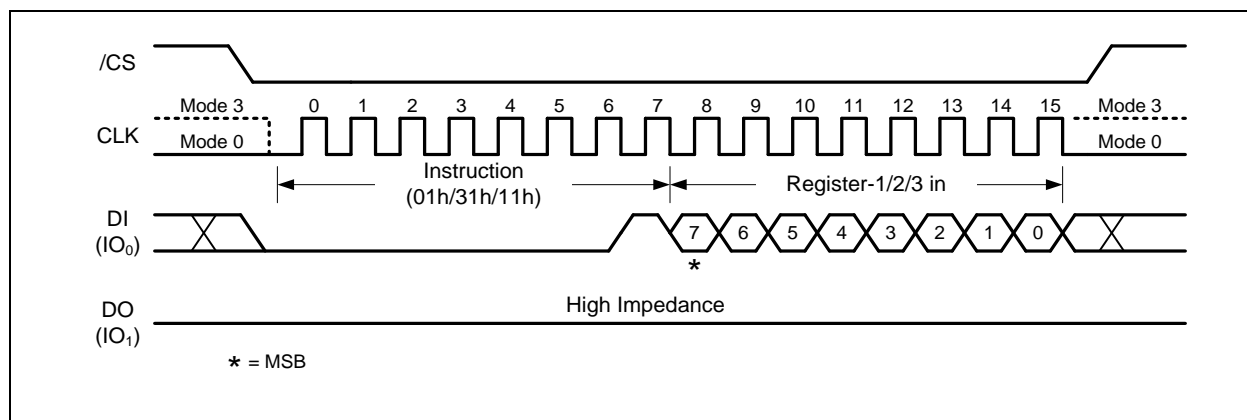 /CS
Mode 3 0 1 2 3 4 5 6 7 8 9 10 11 12 13 14 15 Mode 3
CLK Mode 0 Mode 0
Instruction
(01h/31h/11h)
Register-1/2/3 in
DI
(IO₀)
7 6 5 4 3 2 1 0
*
High Impedance
DO
(IO₁)
* = MSB